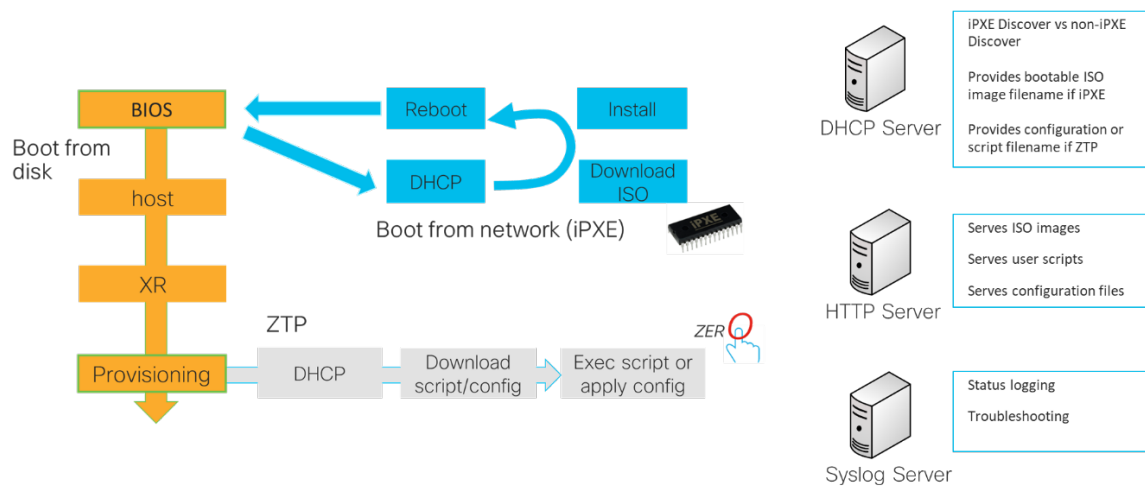 BIOS
Boot from
disk
host
XR
Provisioning
Reboot
Install
DHCP
Download
ISO
Boot from network (iPXE)
iPXE
ZTP
DHCP
Download
script/config
Exec script or
apply config
ZER
iPXE Discover vs non-iPXE
Discover
Provides bootable ISO
image filename if iPXE
Provides configuration or
script filename if ZTP
DHCP Server
Serves ISO images
Serves user scripts
Serves configuration files
HTTP Server
Status logging
Troubleshooting
Syslog Server